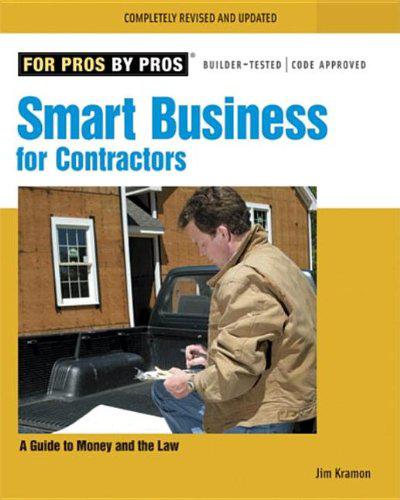 COMPLETELY REVISED AND UPDATED
FOR PROS BY PROS® BUILDER-TESTED | CODE APPROVED
Smart Business
for Contractors
A Guide to Money and the Law
Jim Kramon